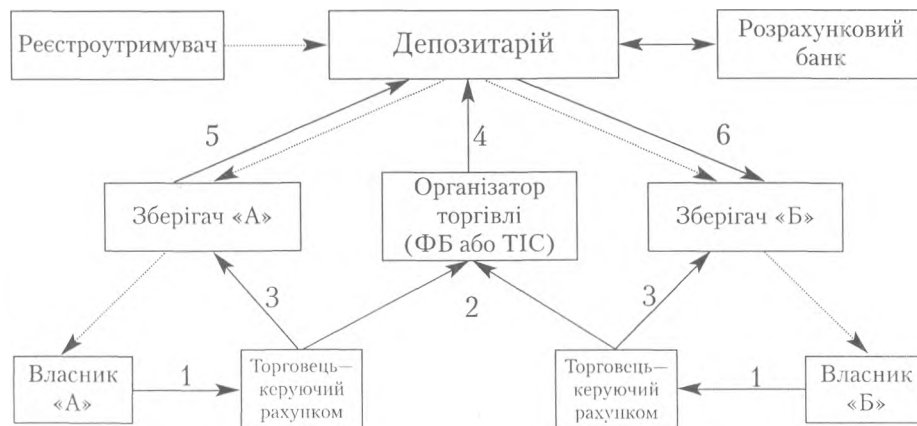 Реєстроутримувач
Депозитарій
Розрахунковий
банк
5
4
6
Зберігач «А»
Організатор
торгівлі
(ФБ або ТІС)
Зберігач «Б»
3
2
3
Власник
«А»
1
Торговець—
керуючий
рахунком
Торговець—
керуючий
рахунком
1
Власник
«Б»